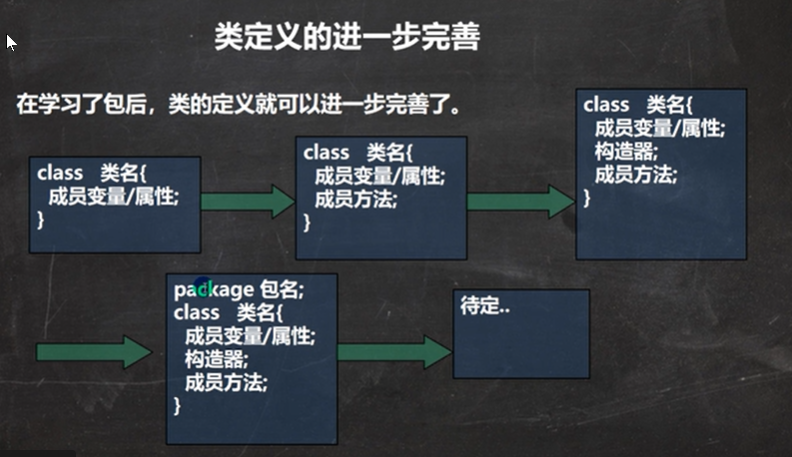 类定义的进一步完善
在学习了包后，类的定义就可以进一步完善了。
class 类名{
成员变量/属性;
}
class 类名{
成员变量/属性;
成员方法;
}
class 类名{
成员变量/属性;
构造器;
成员方法;
}
package 包名;
class 类名{
成员变量/属性;
构造器;
成员方法;
}
待定..